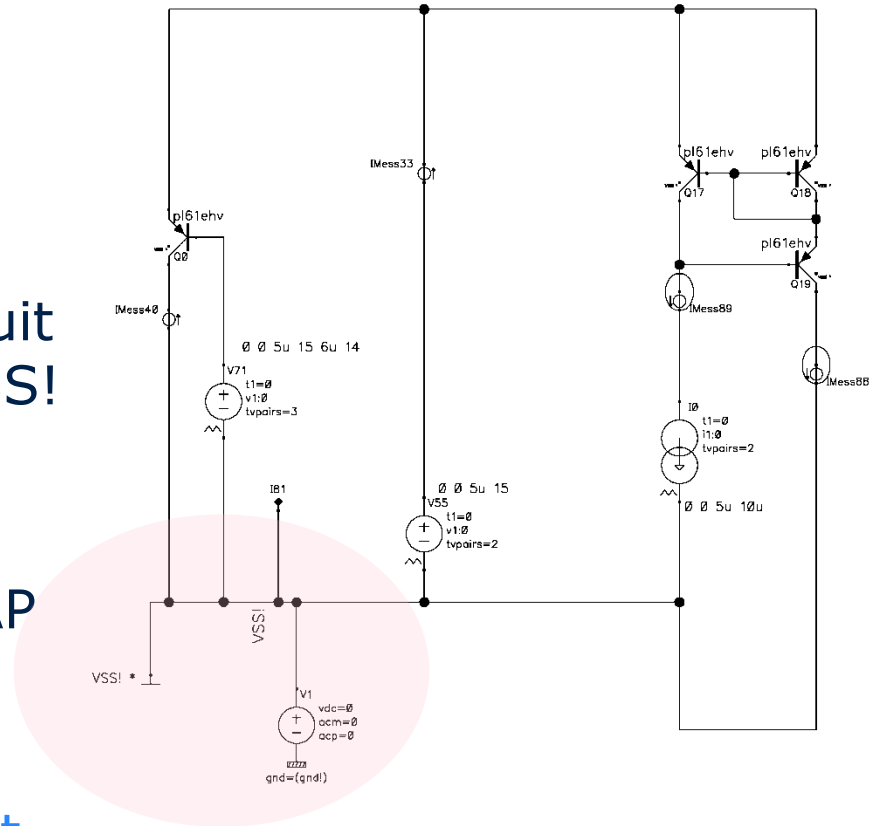 pl61ehv
pl61ehv
IMess33
Q17
Q18
pl61ehv
pl61ehv
Q0
Q19
uit
IMess40
IMess89
S!
0 0 5u 15 6u 14
V71
t1=0
v1:0
tvpairs=3
IMess88
I0
t1=0
i1:0
tvpairs=2
I81
0 0 5u 15
V55
t1=0
v1:0
tvpairs=2
0 0 5u 10u
AP
VSS!
VSS! *
V1
vdc=0
acm=0
acp=0
gnd=(gnd!)